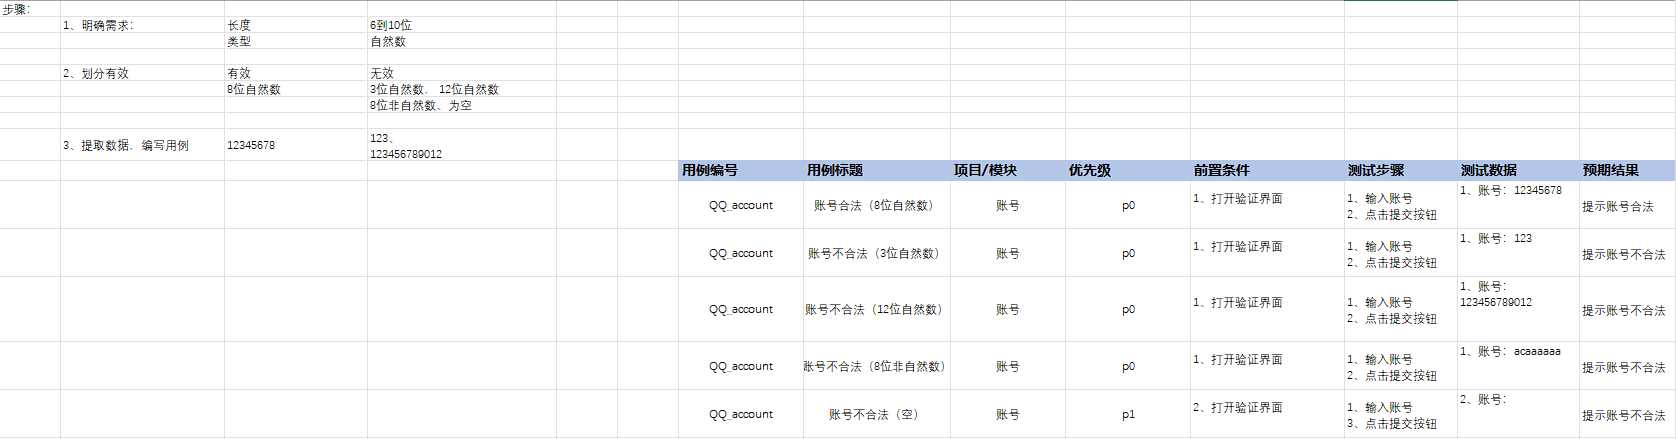 步骤：
1、明确需求： 长度 6到10位
类型 自然数
2、划分有效 有效 无效
8位自然数 3位自然数、 12位自然数
8位非自然数、为空
3、提取数据、编写用例 12345678 123、
123456789012
用例编号 用例标题 项目/模块 优先级 前置条件 测试步骤 测试数据 预期结果
QQ_account 账号合法（8位自然数） 账号 p0 1、打开验证界面 1、输入账号 1、账号：12345678 提示账号合法
2、点击提交按钮
QQ_account 账号不合法（3位自然数） 账号 p0 1、打开验证界面 1、输入账号 1、账号：123 提示账号不合法
2、点击提交按钮
QQ_account 账号不合法（12位自然数） 账号 p0 1、打开验证界面 1、输入账号 1、账号： 提示账号不合法
2、点击提交按钮 123456789012
QQ_account 账号不合法（8位非自然数） 账号 p0 1、打开验证界面 1、输入账号 1、账号：acaaaaaa 提示账号不合法
2、点击提交按钮
QQ_account 账号不合法（空） 账号 p1 2、打开验证界面 1、输入账号 2、账号： 提示账号不合法
3、点击提交按钮